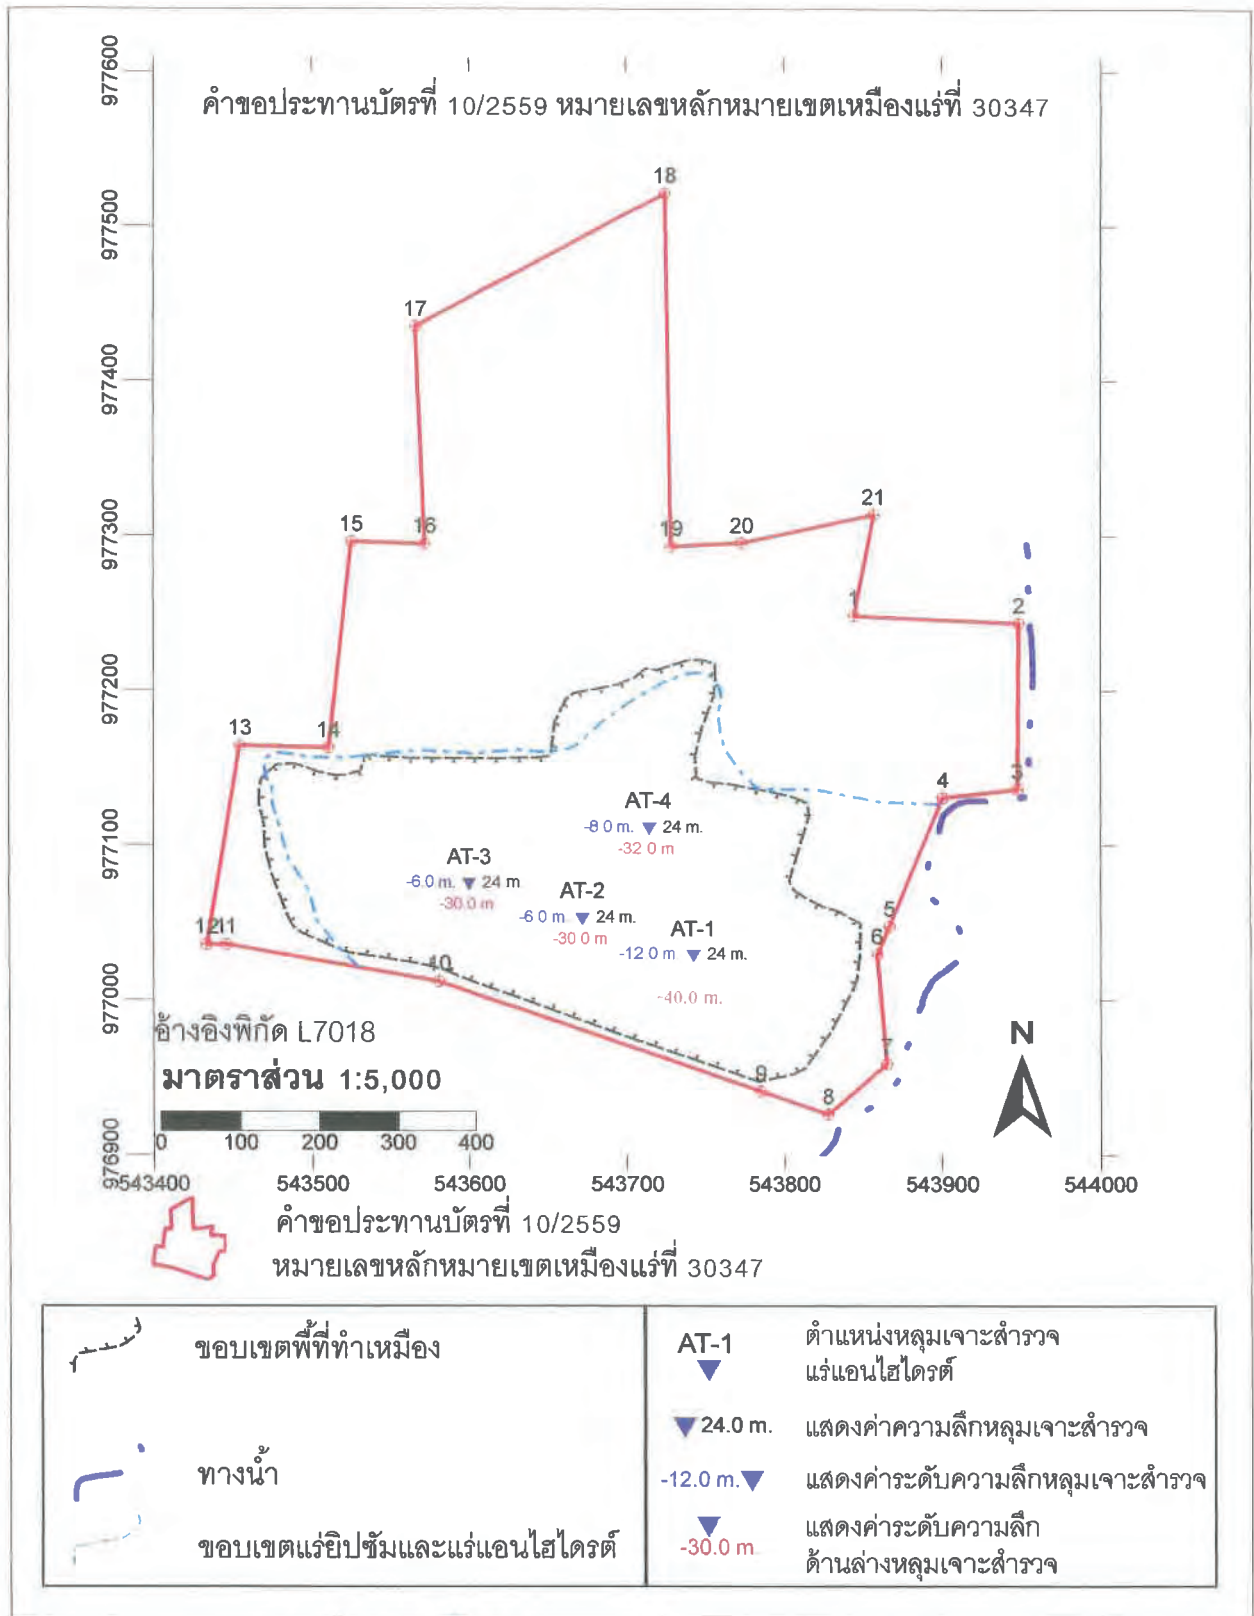 คำขอประทานบัตรที่ 10/2559 หมายเลขหลักหมายเขตเหมืองแร่ที่ 30347
977600
977500
977400
977300
977200
977100
977000
976900
18
17
21
15
16
19
20
1
2
13
14
4
3
AT-4
-8 0 m. 24 m.
-32 0 m
AT-3
-6.0 m. 24 m
-30.0 m
AT-2
-6 0 m 24 m.
-30 0 m
AT-1
-12 0 m 24 m.
-40.0 m.
5
6
12
11
10
7
9
8
N
อ้างอิงพิกัด L7018
มาตราส่วน 1:5,000
0 100 200 300 400
543400 543500 543600 543700 543800 543900 544000
คำขอประทานบัตรที่ 10/2559
หมายเลขหลักหมายเขตเหมืองแร่ที่ 30347
ขอบเขตพื้ที่ทำเหมือง
ทางน้ำ
ขอบเขตแร่ยิปซัมและแร่แอนไฮไดรต์
AT-1 ตำแหน่งหลุมเจาะสำรวจ
แร่แอนไฮไดรต์
24.0 m. แสดงค่าความลึกหลุมเจาะสำรวจ
-12.0 m. แสดงค่าระดับความลึกหลุมเจาะสำรวจ
-30.0 m แสดงค่าระดับความลึก
ด้านล่างหลุมเจาะสำรวจ